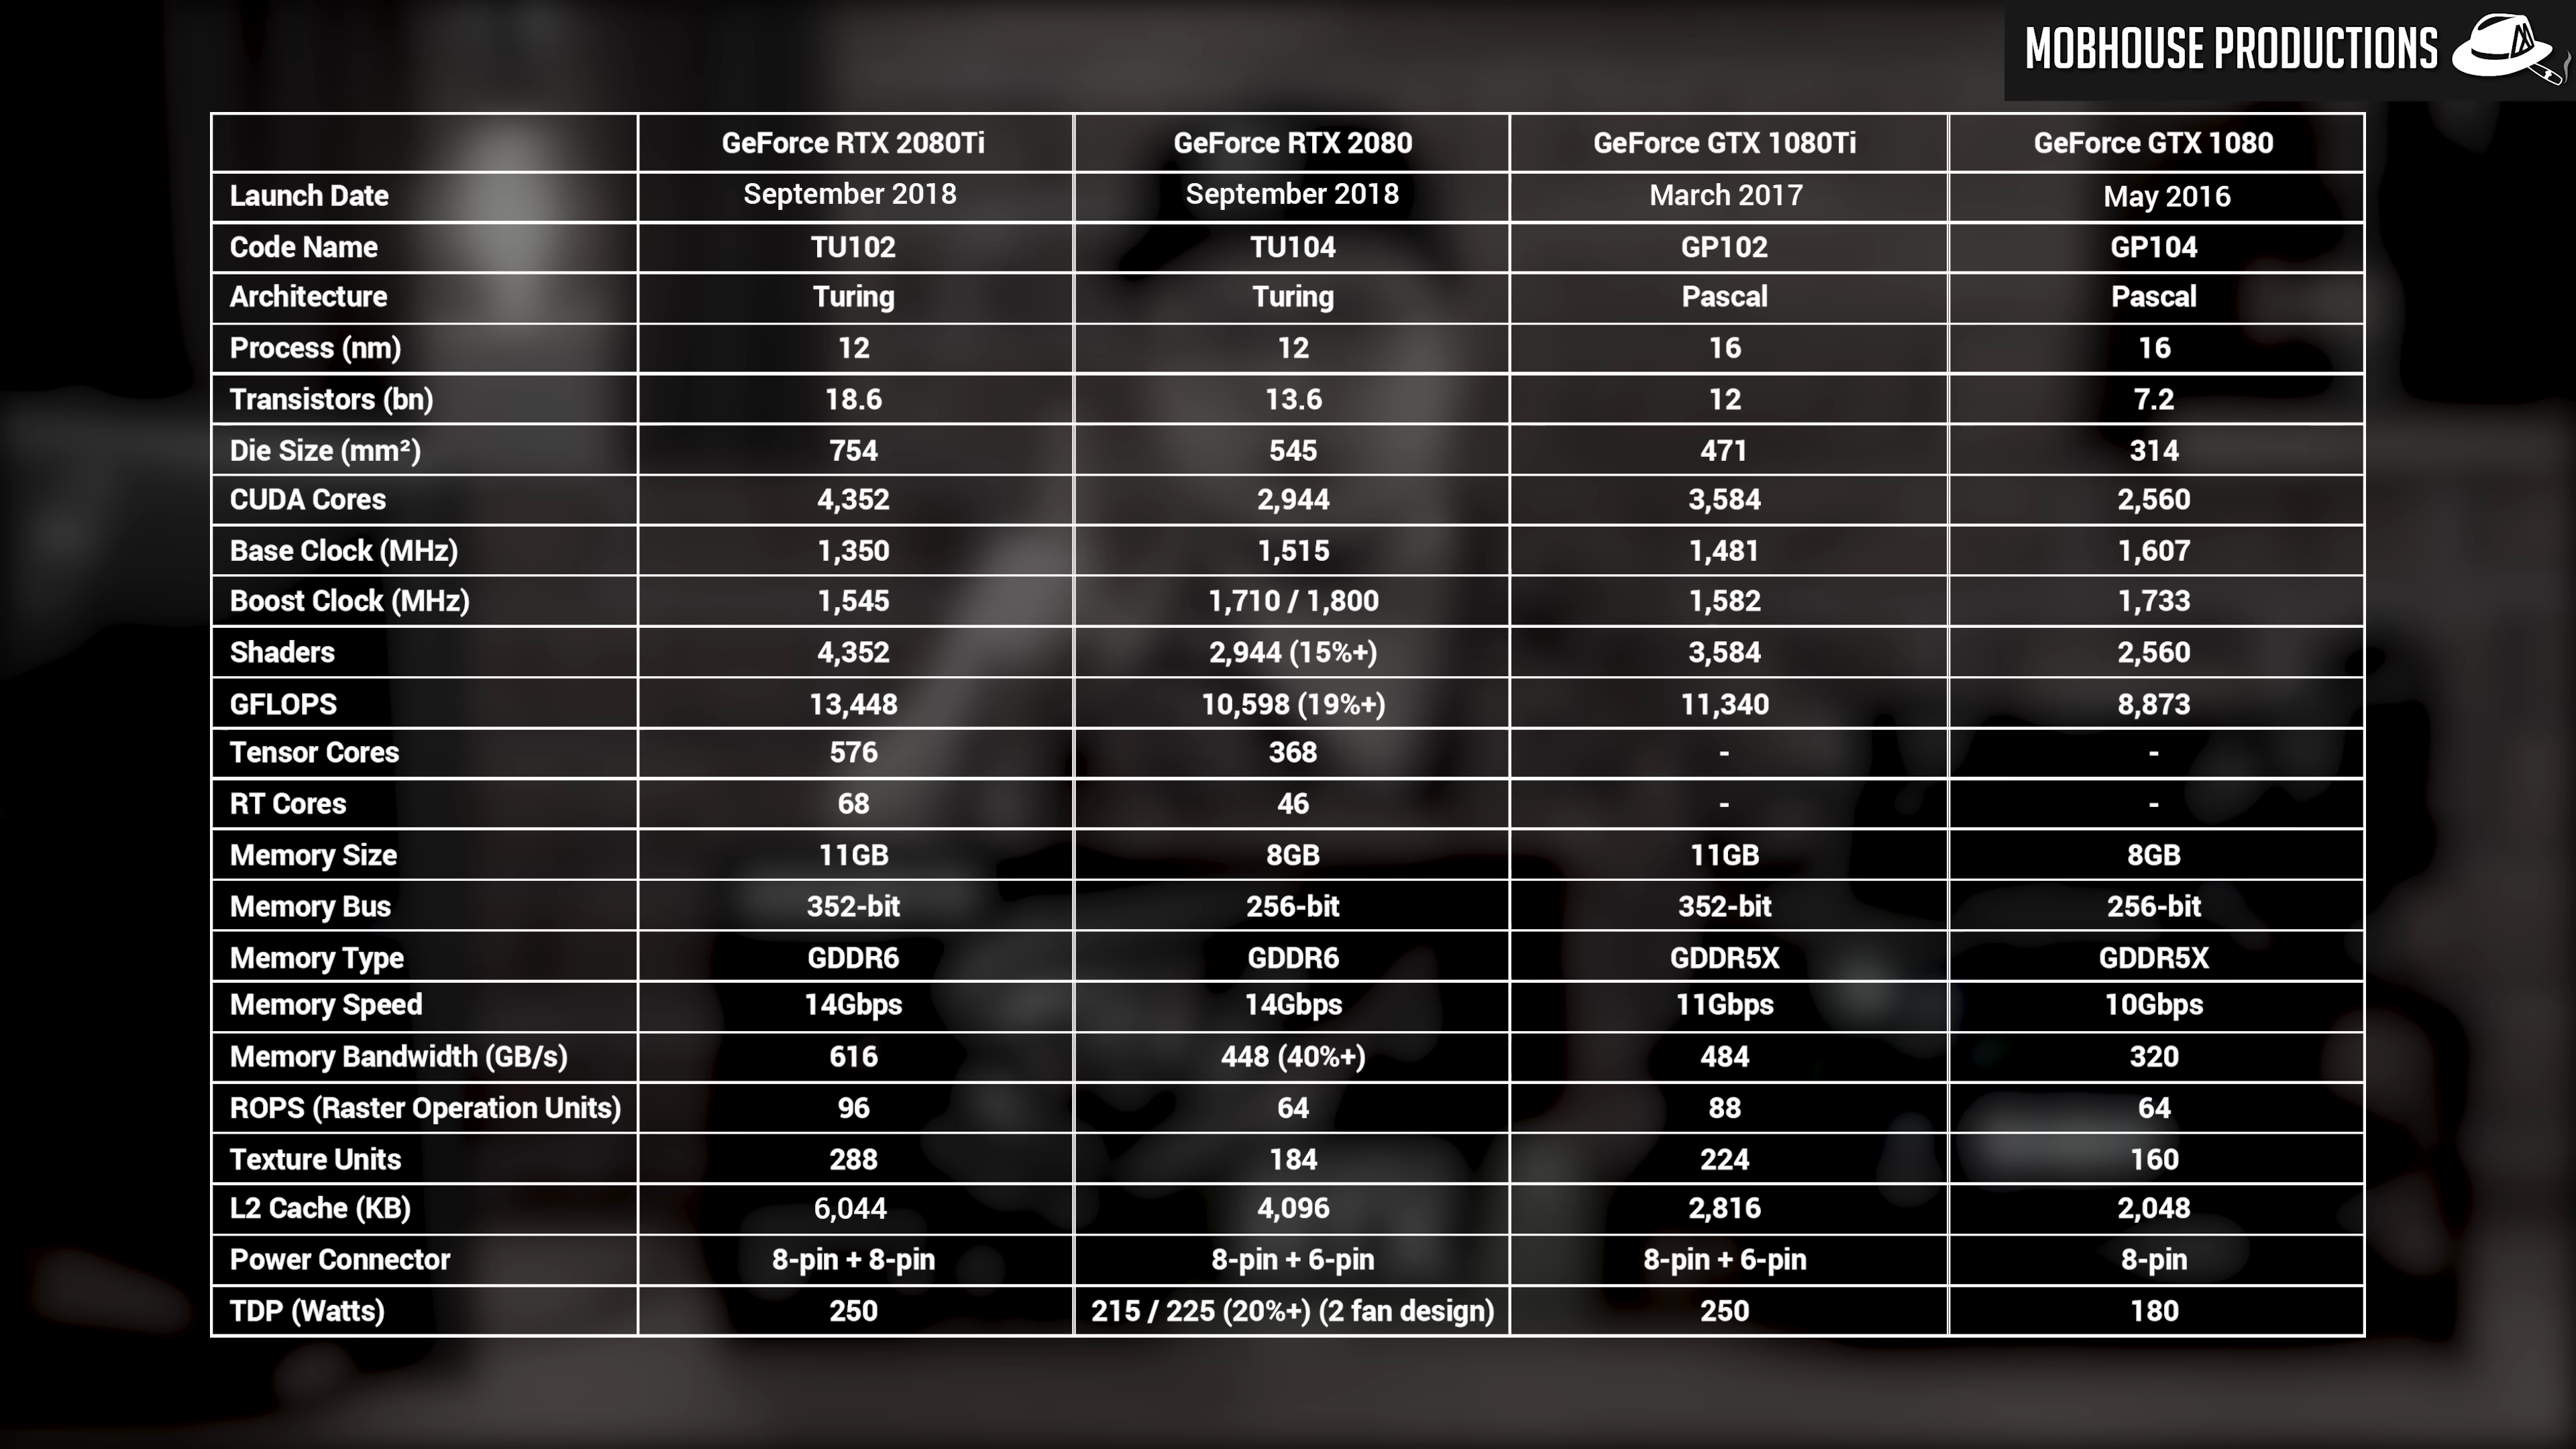 MOBHOUSE PRODUCTIONS
GeForce RTX 2080Ti GeForce RTX 2080 GeForce GTX 1080Ti GeForce GTX 1080
Launch Date September 2018 September 2018 March 2017 May 2016
Code Name TU102 TU104 GP102 GP104
Architecture Turing Turing Pascal Pascal
Process (nm) 12 12 16 16
Transistors (bn) 18.6 13.6 12 7.2
Die Size (mm²) 754 545 471 314
CUDA Cores 4,352 2,944 3,584 2,560
Base Clock (MHz) 1,350 1,515 1,481 1,607
Boost Clock (MHz) 1,545 1,710 / 1,800 1,582 1,733
Shaders 4,352 2,944 (15%+) 3,584 2,560
GFLOPS 13,448 10,598 (19%+) 11,340 8,873
Tensor Cores 576 368 - -
RT Cores 68 46 - -
Memory Size 11GB 8GB 11GB 8GB
Memory Bus 352-bit 256-bit 352-bit 256-bit
Memory Type GDDR6 GDDR6 GDDR5X GDDR5X
Memory Speed 14Gbps 14Gbps 11Gbps 10Gbps
Memory Bandwidth (GB/s) 616 448 (40%+) 484 320
ROPS (Raster Operation Units) 96 64 88 64
Texture Units 288 184 224 160
L2 Cache (KB) 6,044 4,096 2,816 2,048
Power Connector 8-pin + 8-pin 8-pin + 6-pin 8-pin + 6-pin 8-pin
TDP (Watts) 250 215 / 225 (20%+) (2 fan design) 250 180